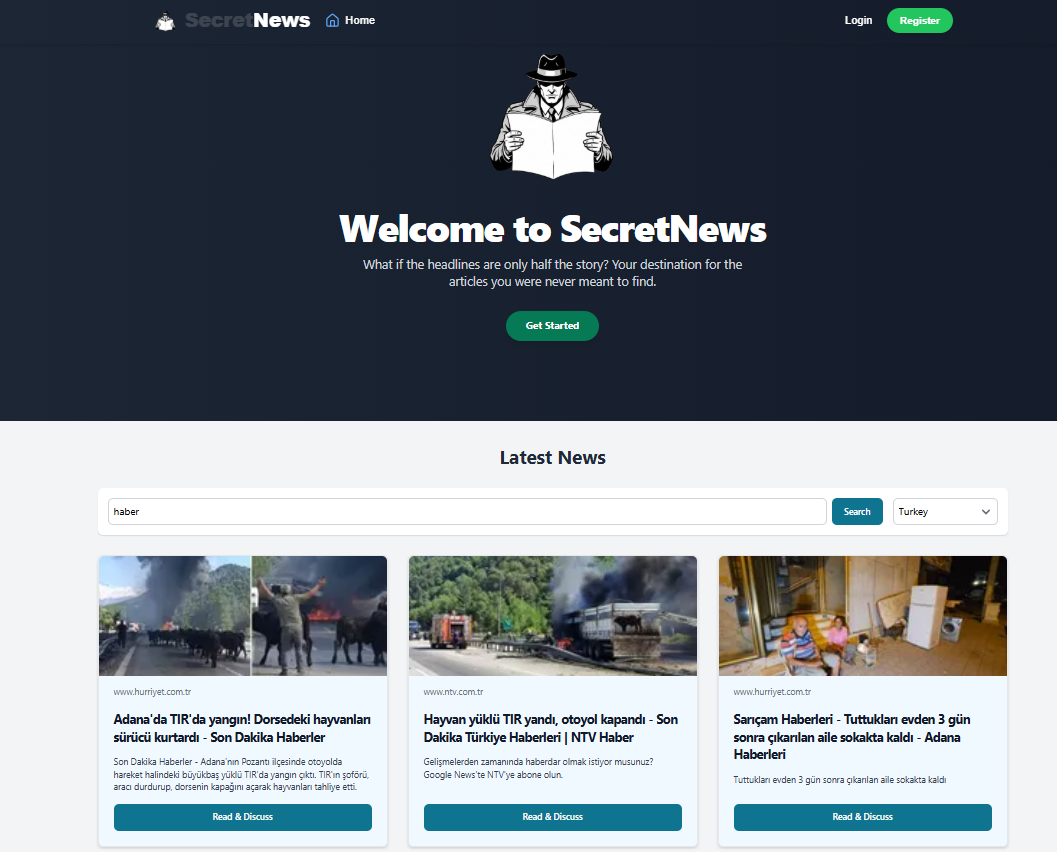 SecretNews Home Login Register
Welcome to SecretNews
What if the headlines are only half the story? Your destination for the
articles you were never meant to find.
Get Started
Latest News
haber Search Turkey
www.hurriyet.com.tr
Adana'da TIR'da yangın! Dorsedeki hayvanları
sürücü kurtardı - Son Dakika Haberler
Son Dakika Haberler - Adana'nın Pozantı ilçesinde otoyolda
hareket halindeki büyükbaş yüklü TIR'da yangın çıktı. TIR'ın şoförü,
aracı durdurup, dorsenin kapağını açarak hayvanları tahliye etti.
Read & Discuss
www.ntv.com.tr
Hayvan yüklü TIR yandı, otoyol kapandı - Son
Dakika Türkiye Haberleri | NTV Haber
Gelişmelerden zamanında haberdar olmak istiyor musunuz?
Google News'te NTV'ye abone olun.
Read & Discuss
www.hurriyet.com.tr
Sarıçam Haberleri - Tuttukları evden 3 gün
sonra çıkarılan aile sokakta kaldı - Adana
Haberleri
Tuttukları evden 3 gün sonra çıkarılan aile sokakta kaldı
Read & Discuss